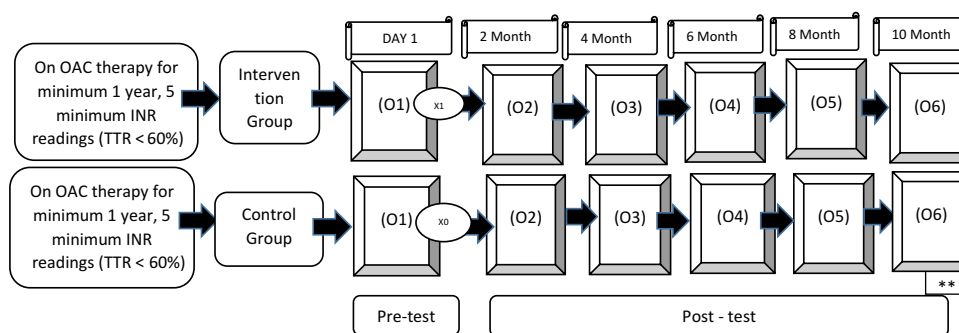 DAY 1
2 Month
4 Month
6 Month
8 Month
10 Month
On OAC therapy for
minimum 1 year, 5
minimum INR
readings (TTR < 60%)
Interven
tion
Group
(O1)
X1
(O2)
(O3)
(O4)
(O5)
(O6)
On OAC therapy for
minimum 1 year, 5
minimum INR
readings (TTR < 60%)
Control
Group
(O1)
X0
(O2)
(O3)
(O4)
(O5)
(O6)
**
Pre-test
Post - test